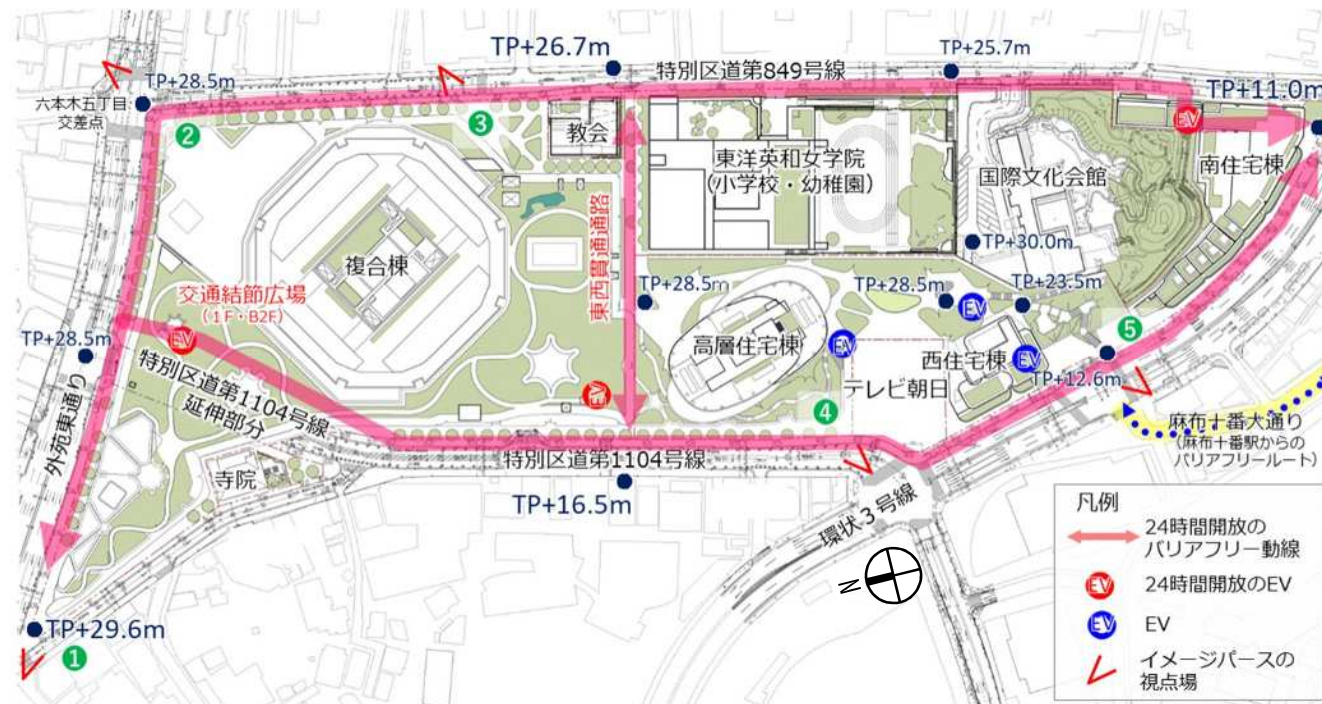 TP+26.7m
TP+25.7m
TP+28.5m
特別区道第849号線
TP+11.0m
六本木五丁目
交差点
②
③
教会
東洋英和女学院
(小学校・幼稚園)
国際文化会館
EV
南住宅棟
東西貫通通路
複合棟
TP+30.0m
交通結節広場
(1F・B2F)
TP+28.5m
TP+28.5m
TP+23.5m
EV
⑤
TP+28.5m
EV
高層住宅棟
EV
西住宅棟
EV
テレビ朝日
TP+12.6m
特別区道第1104号線
延伸部分
EV
④
外苑東通り
麻布十番大通り
(麻布十番駅からの
バリアフリールート)
寺院
特別区道第1104号線
TP+16.5m
環状3号線
N
TP+29.6m
①
凡例
24時間開放の
バリアフリー動線
EV
24時間開放のEV
EV
EV
イメージパースの
視点場